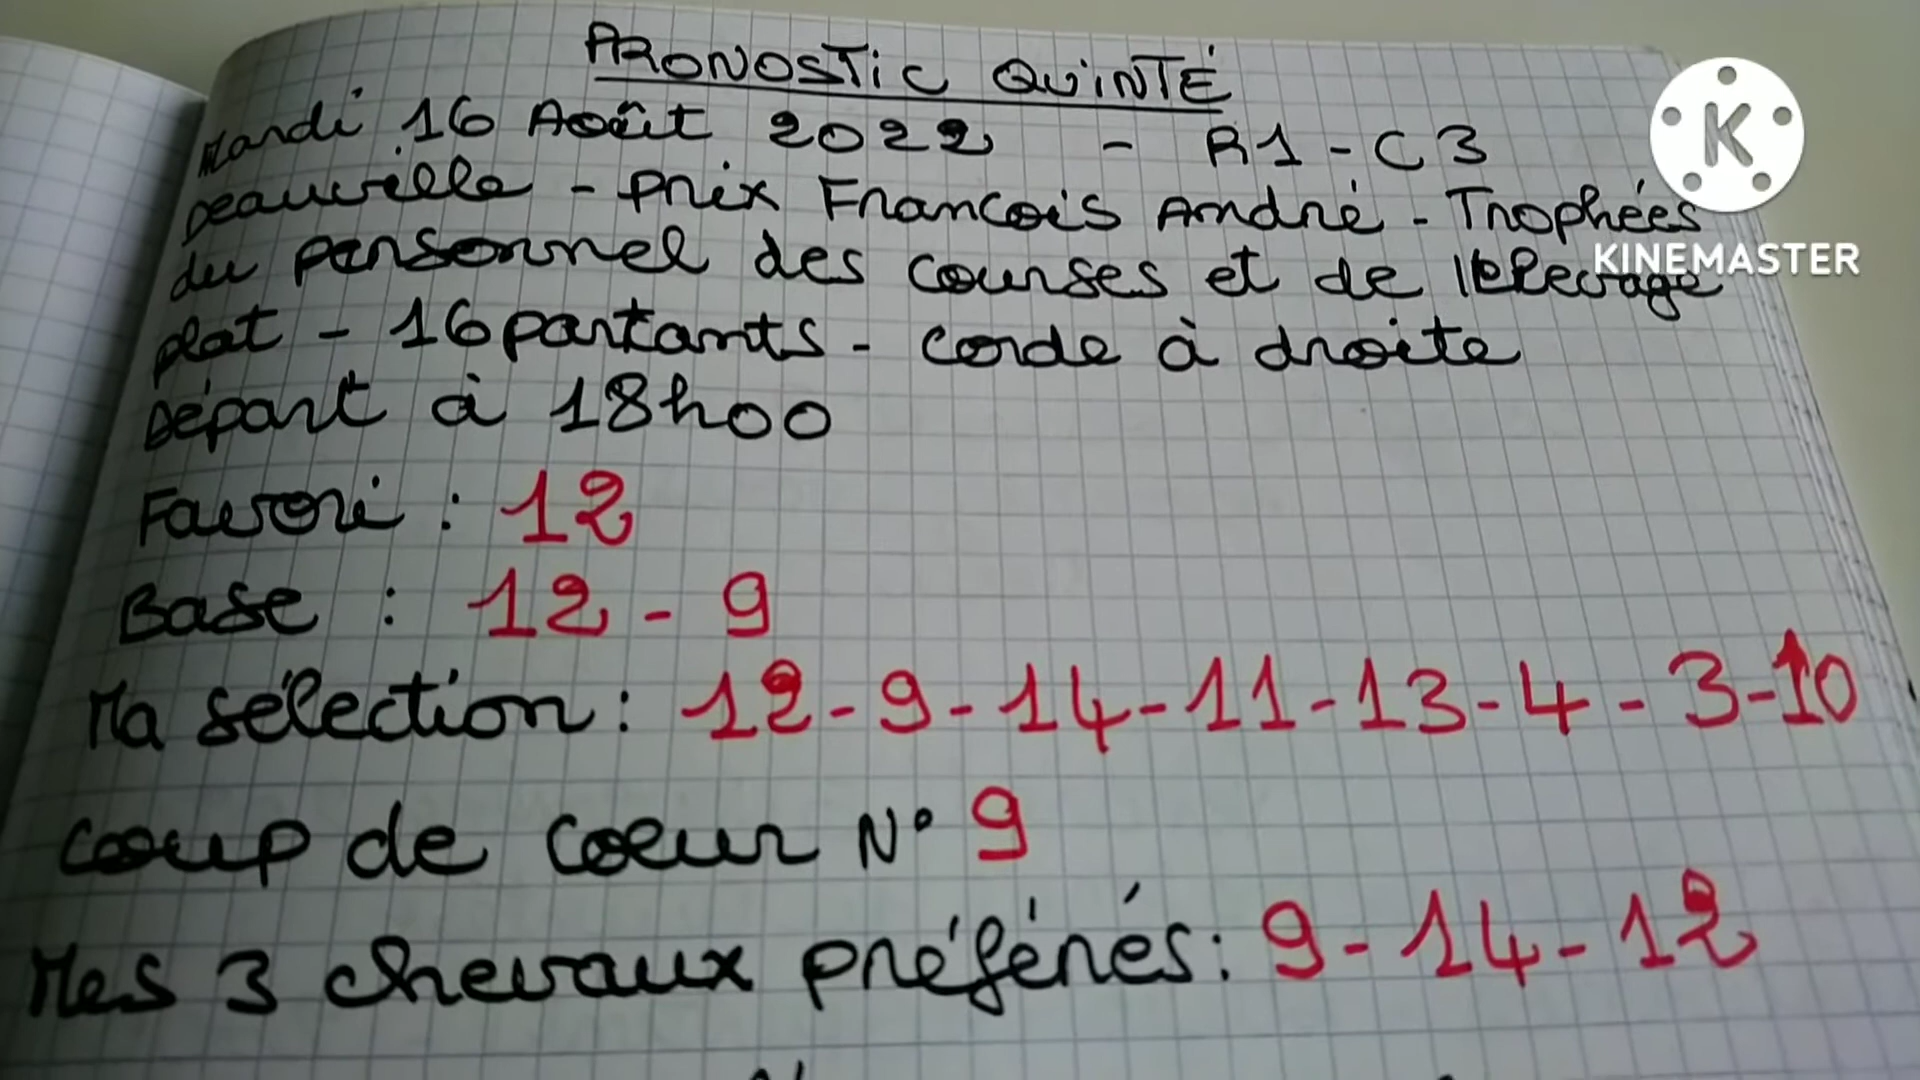 PRONOSTIC QUINTÉ
Mardi 16 Août 2022 - R1-C3
Deauville - Prix Francois André - Trophées
du personnel des courses et de l'élevage
plat - 16 partants - corde à droite
Départ à 18h00
Favori : 12
Base : 12 - 9
Ma sélection : 12 - 9 - 14 - 11 - 13 - 4 - 3 - 10
Coup de coeur N° 9
Mes 3 chevaux préférés : 9 - 14 - 12
K
KINEMASTER